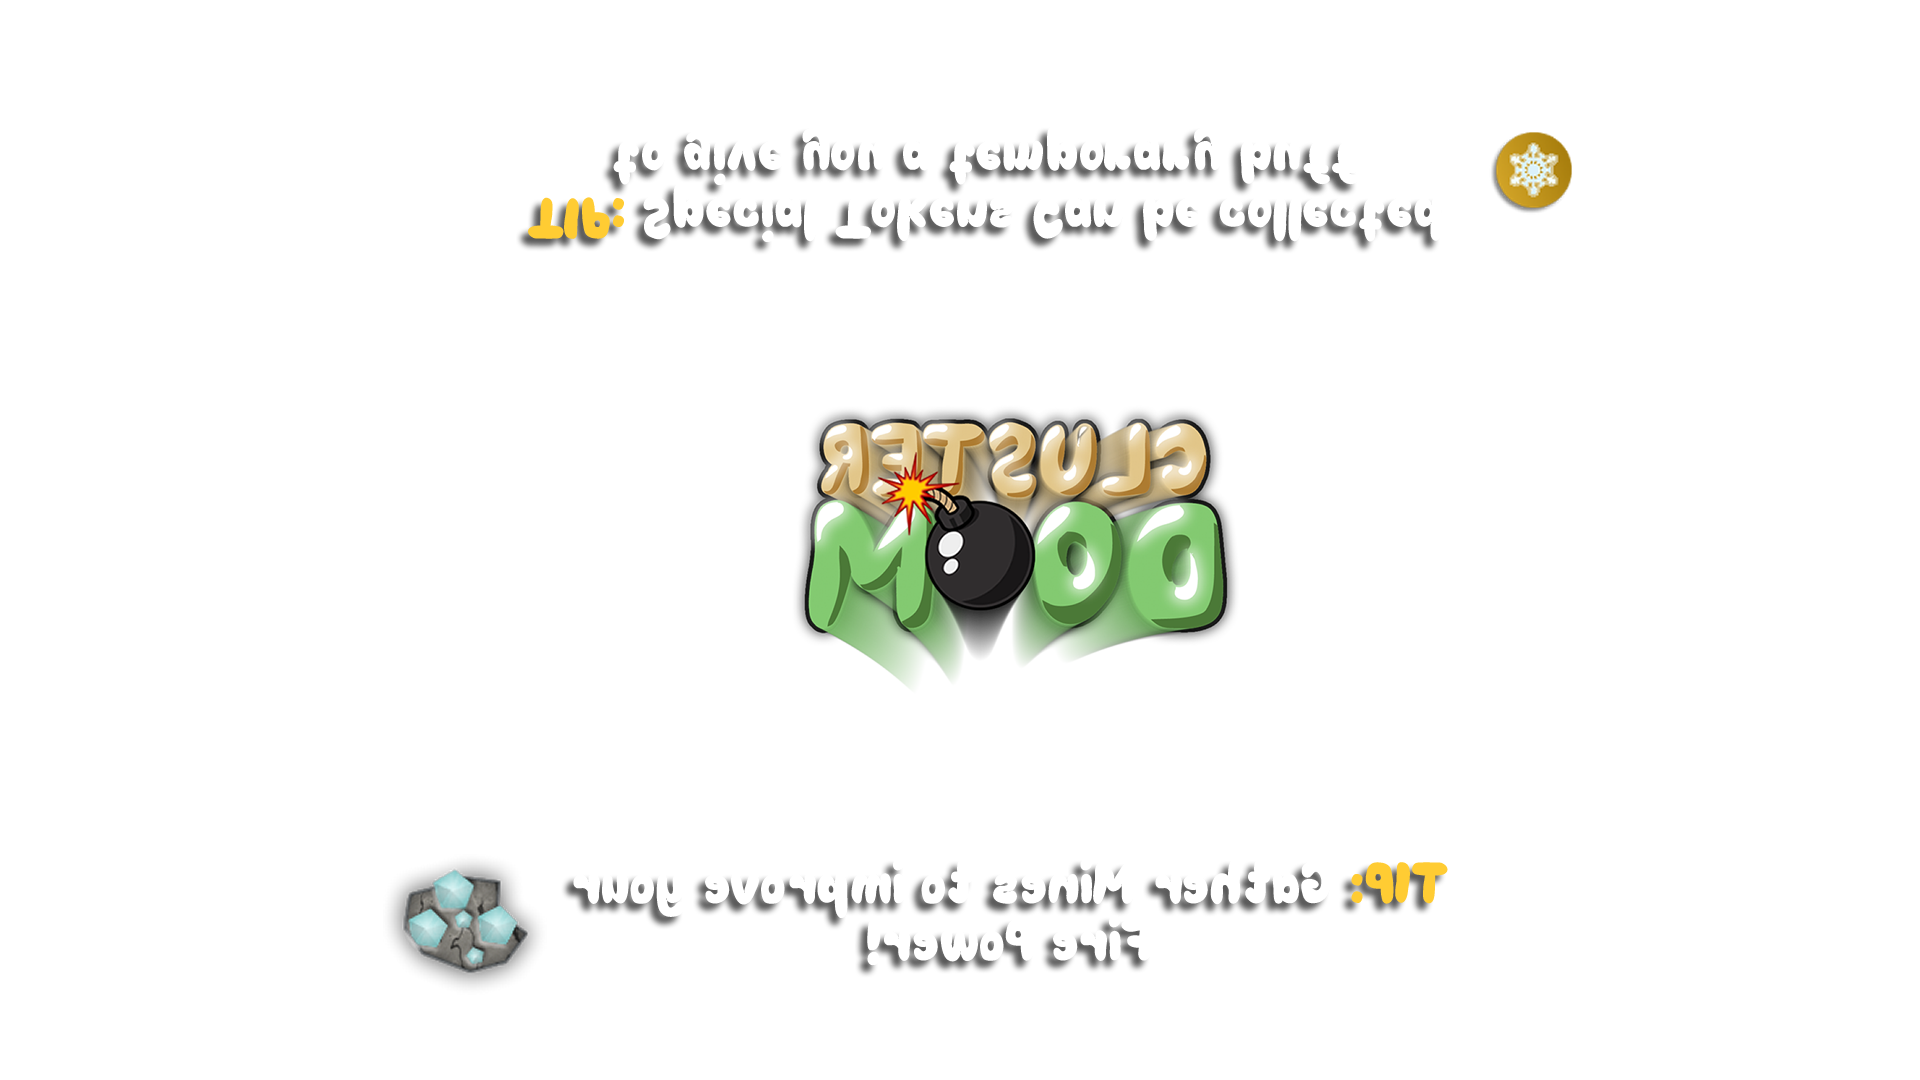 TIP: Special Tokens Can be collected
to give you a temporary buff
CLUSTER
DOOM
TIP: Gather Mines to improve your
Fire Power!